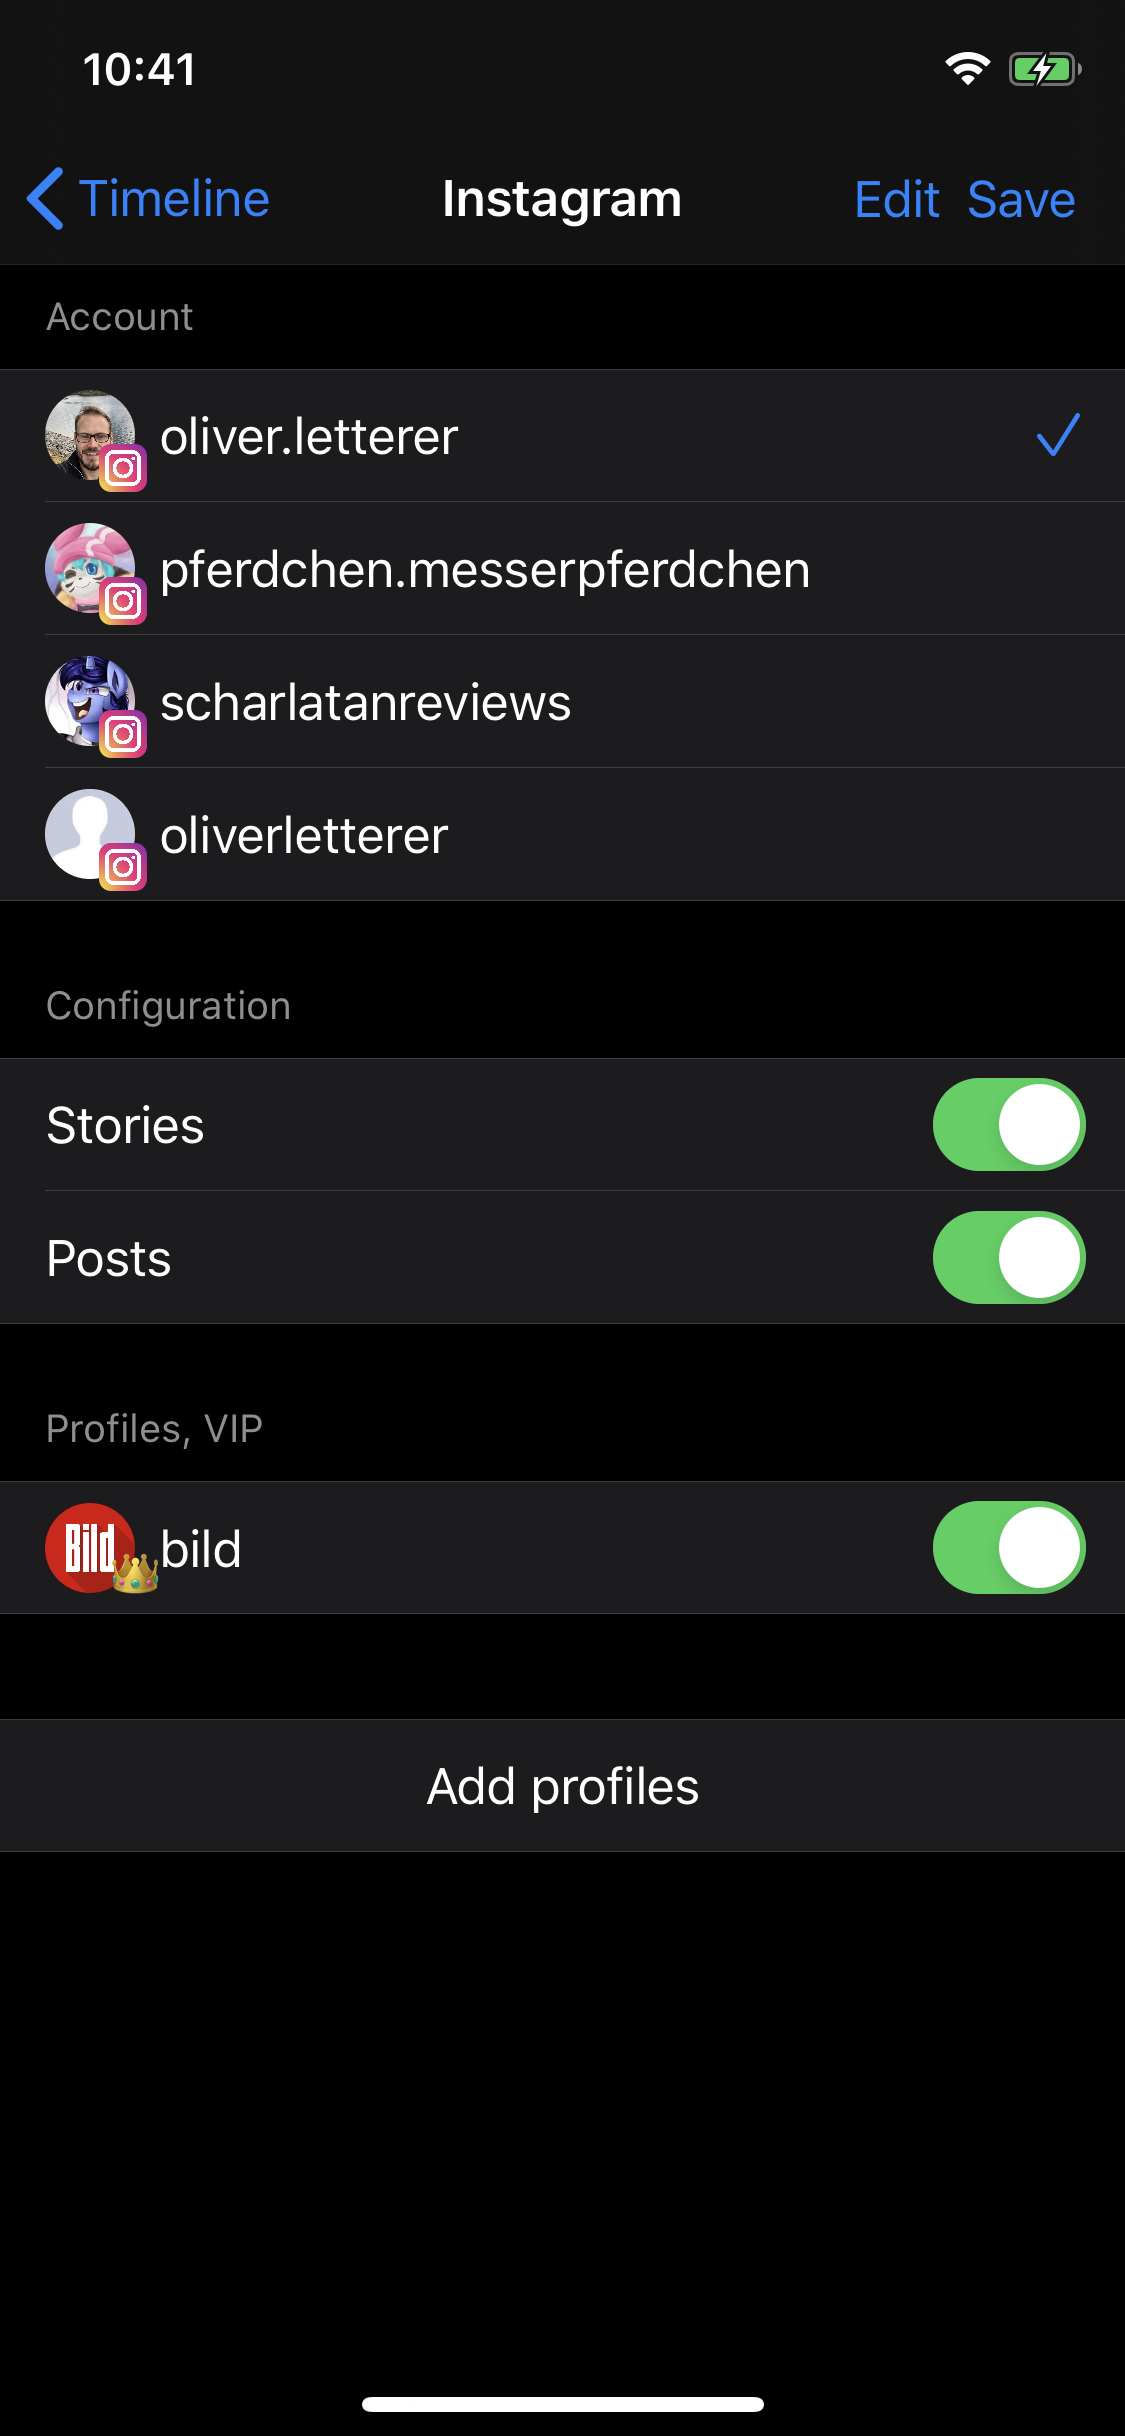 10:41
Timeline
Instagram
Edit Save
Account
oliver.letterer
pferdchen.messerpferdchen
scharlatanreviews
oliverletterer
Configuration
Stories
Posts
Profiles, VIP
Bild
bild
Add profiles